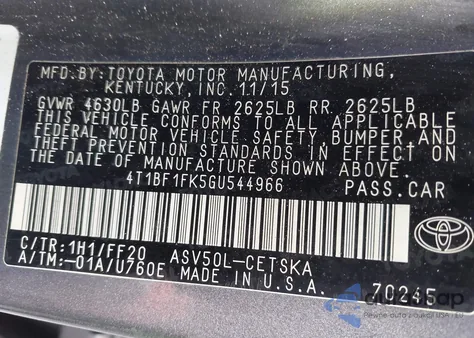 MFD.BY:TOYOTA MOTOR MANUFACTURING,
KENTUCKY, INC. 11/15
GVWR 4630LB GAWR FR 2625LB RR 2625LB
THIS VEHICLE CONFORMS TO ALL APPLICABLE
FEDERAL MOTOR VEHICLE SAFETY, BUMPER, AND
THEFT PREVENTION STANDARDS IN EFFECT ON
THE DATE OF MANUFACTURE SHOWN ABOVE.
4T1BF1FK5GU544966 PASS.CAR
C/TR:1H1/FF20 ASV50L-CETSKA
A/TM:-01A/U760E MADE IN U.S.A. 70245